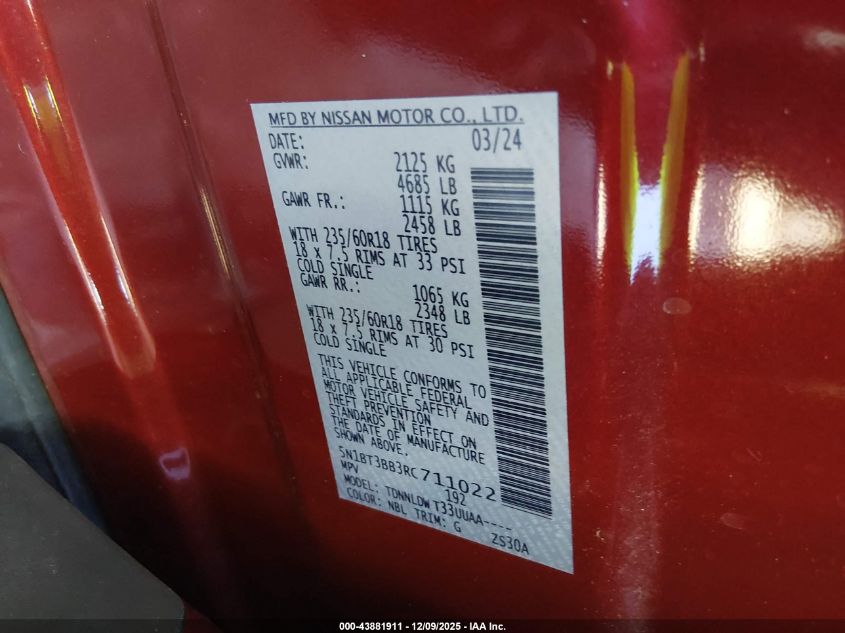 MFD BY NISSAN MOTOR CO., LTD.
DATE: 03/24
GVWR: 2125 KG
4685 LB
GAWR FR.: 1115 KG
2458 LB
WITH 235/60R18 TIRES
18 x 7.5 RIMS AT 33 PSI
COLD SINGLE
GAWR RR.: 1065 KG
2348 LB
WITH 235/60R18 TIRES
18 x 7.5 RIMS AT 30 PSI
COLD SINGLE
THIS VEHICLE CONFORMS TO
ALL APPLICABLE FEDERAL
MOTOR VEHICLE SAFETY AND
THEFT PREVENTION
STANDARDS IN EFFECT ON
THE DATE OF MANUFACTURE
SHOWN ABOVE.
5N1BT3BB3RC711022
MPV 192
MODEL: TDNNLDW T33UUAA----
COLOR: NBL TRIM: G ZS30A
000-43881911 - 12/09/2025 - IAA Inc.